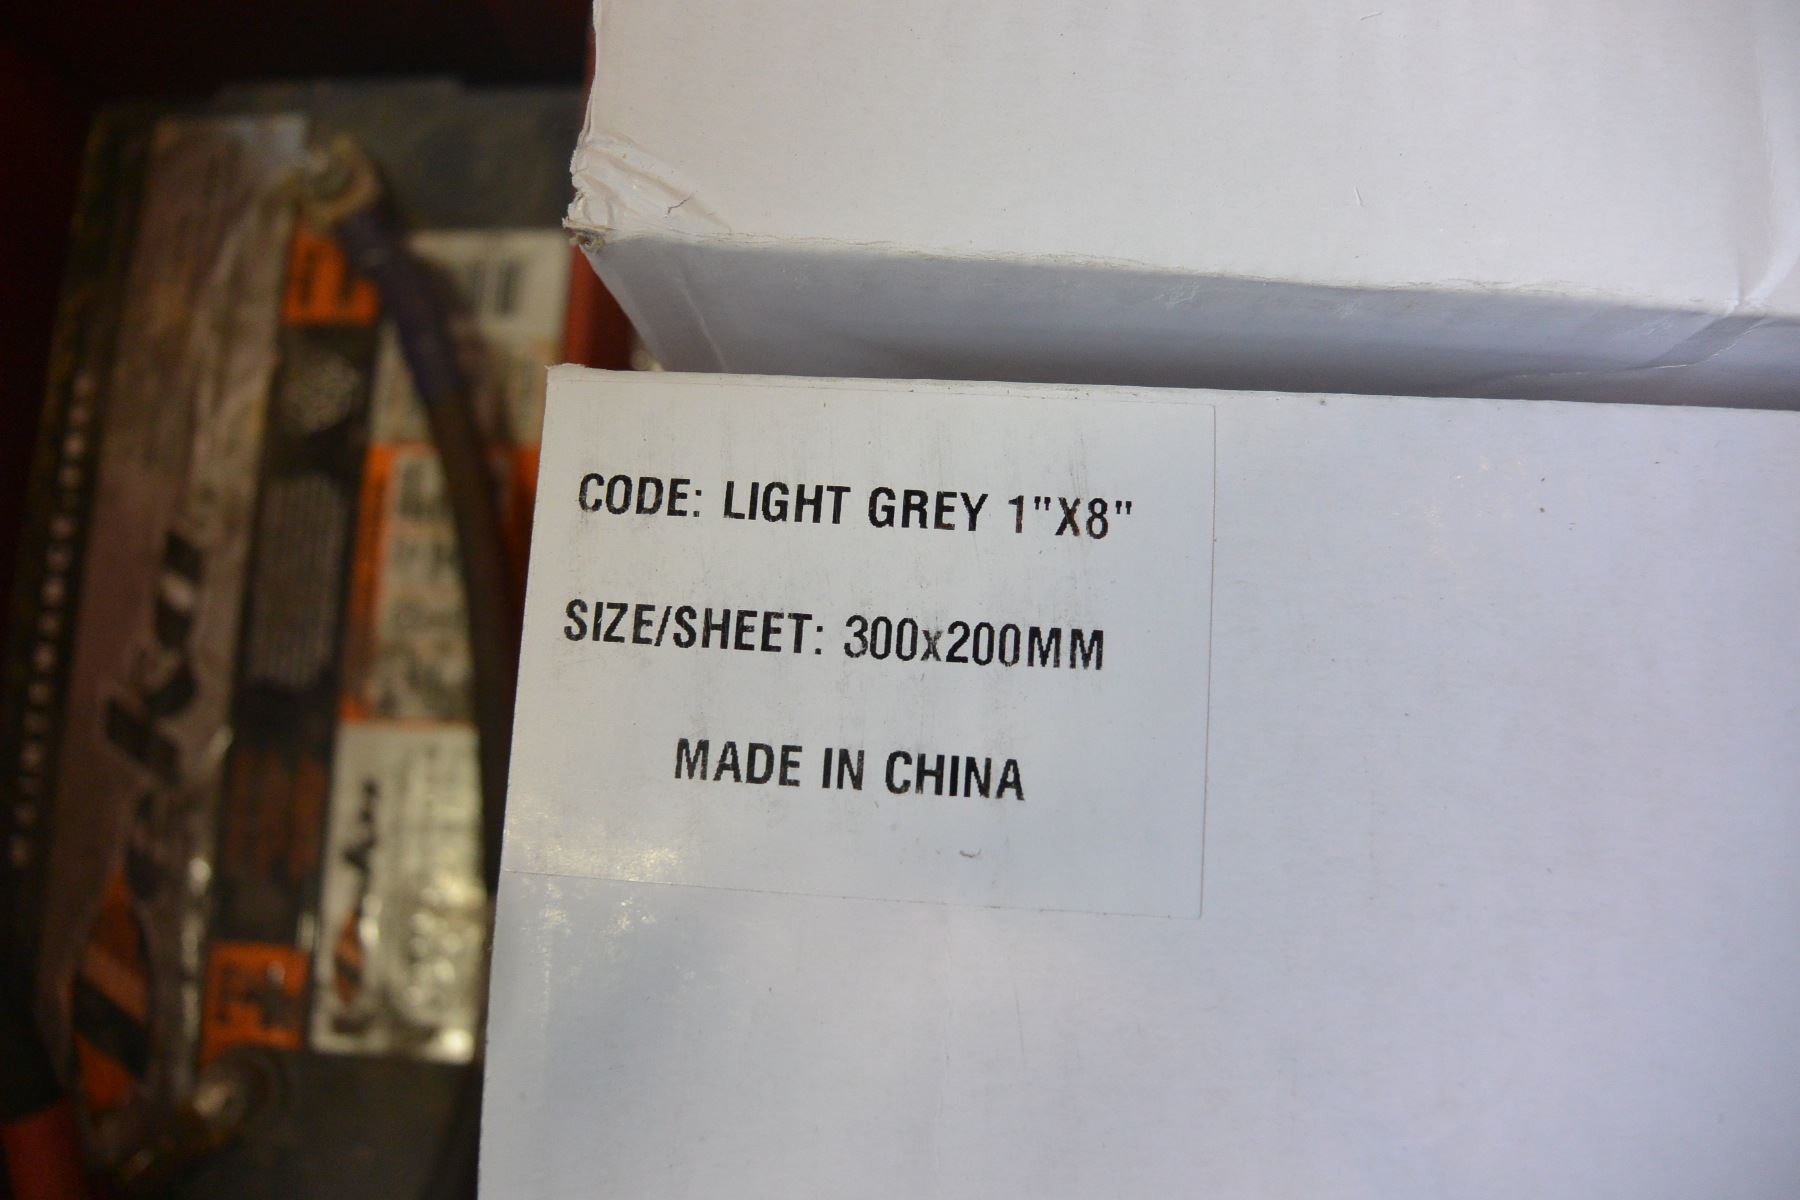 CODE: LIGHT GREY 1"X8"
SIZE/SHEET: 300x200MM
MADE IN CHINA